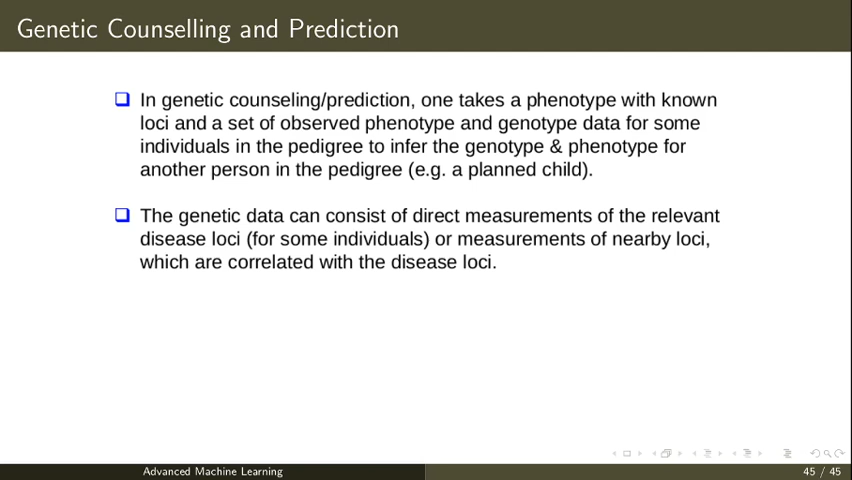 Genetic Counselling and Prediction
In genetic counseling/prediction, one takes a phenotype with known
loci and a set of observed phenotype and genotype data for some
individuals in the pedigree to infer the genotype & phenotype for
another person in the pedigree (e.g. a planned child).
The genetic data can consist of direct measurements of the relevant
disease loci (for some individuals) or measurements of nearby loci,
which are correlated with the disease loci.
Advanced Machine Learning
45 / 45